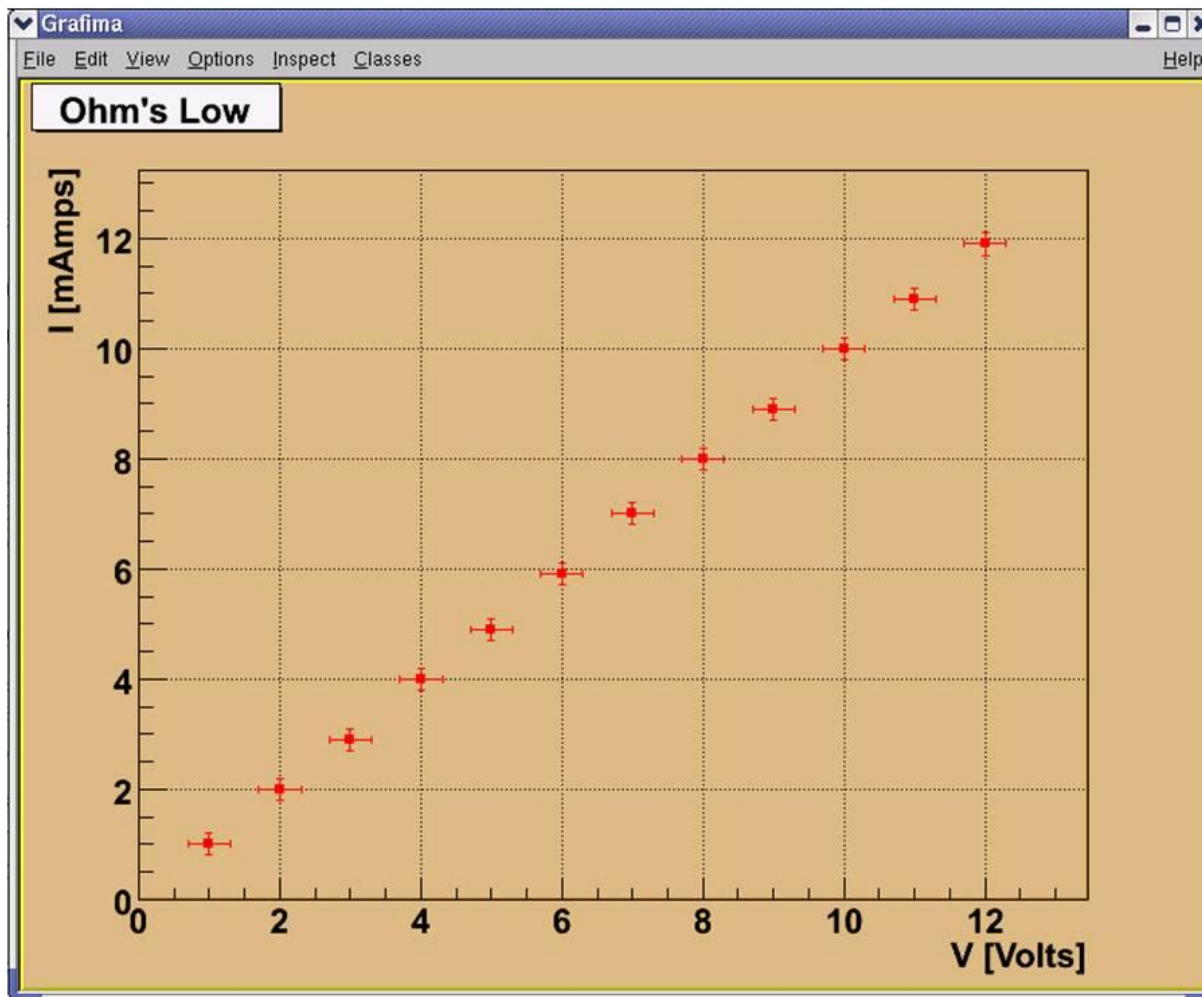 Grafima
File Edit View Options Inspect Classes Help
Ohm's Low
I [mAmps]
12
10
8
6
4
2
0
0 2 4 6 8 10 12
V [Volts]